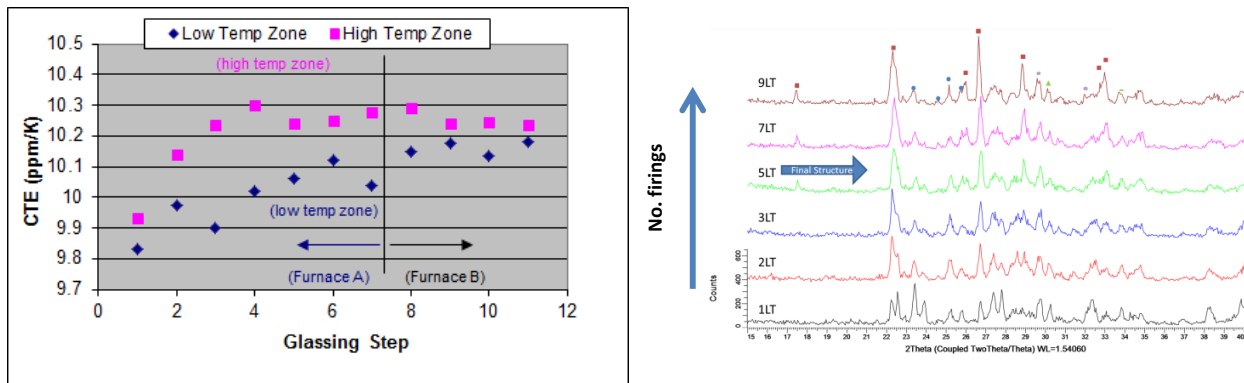 Low Temp Zone High Temp Zone
(high temp zone)
10.5
10.4
10.3
10.2
10.1
10
9.9
9.8
9.7
CTE (ppm/K)
(low temp zone)
(Furnace A) (Furnace B)
0 2 4 6 8 10 12
Glassing Step
No. firings
9LT
7LT
5LT
Final Structure
3LT
2LT
1LT
600
400
200
0
Counts
15 16 17 18 19 20 21 22 23 24 25 26 27 28 29 30 31 32 33 34 35 36 37 38 39 40
2Theta (Coupled TwoTheta/Theta) WL=1.54060